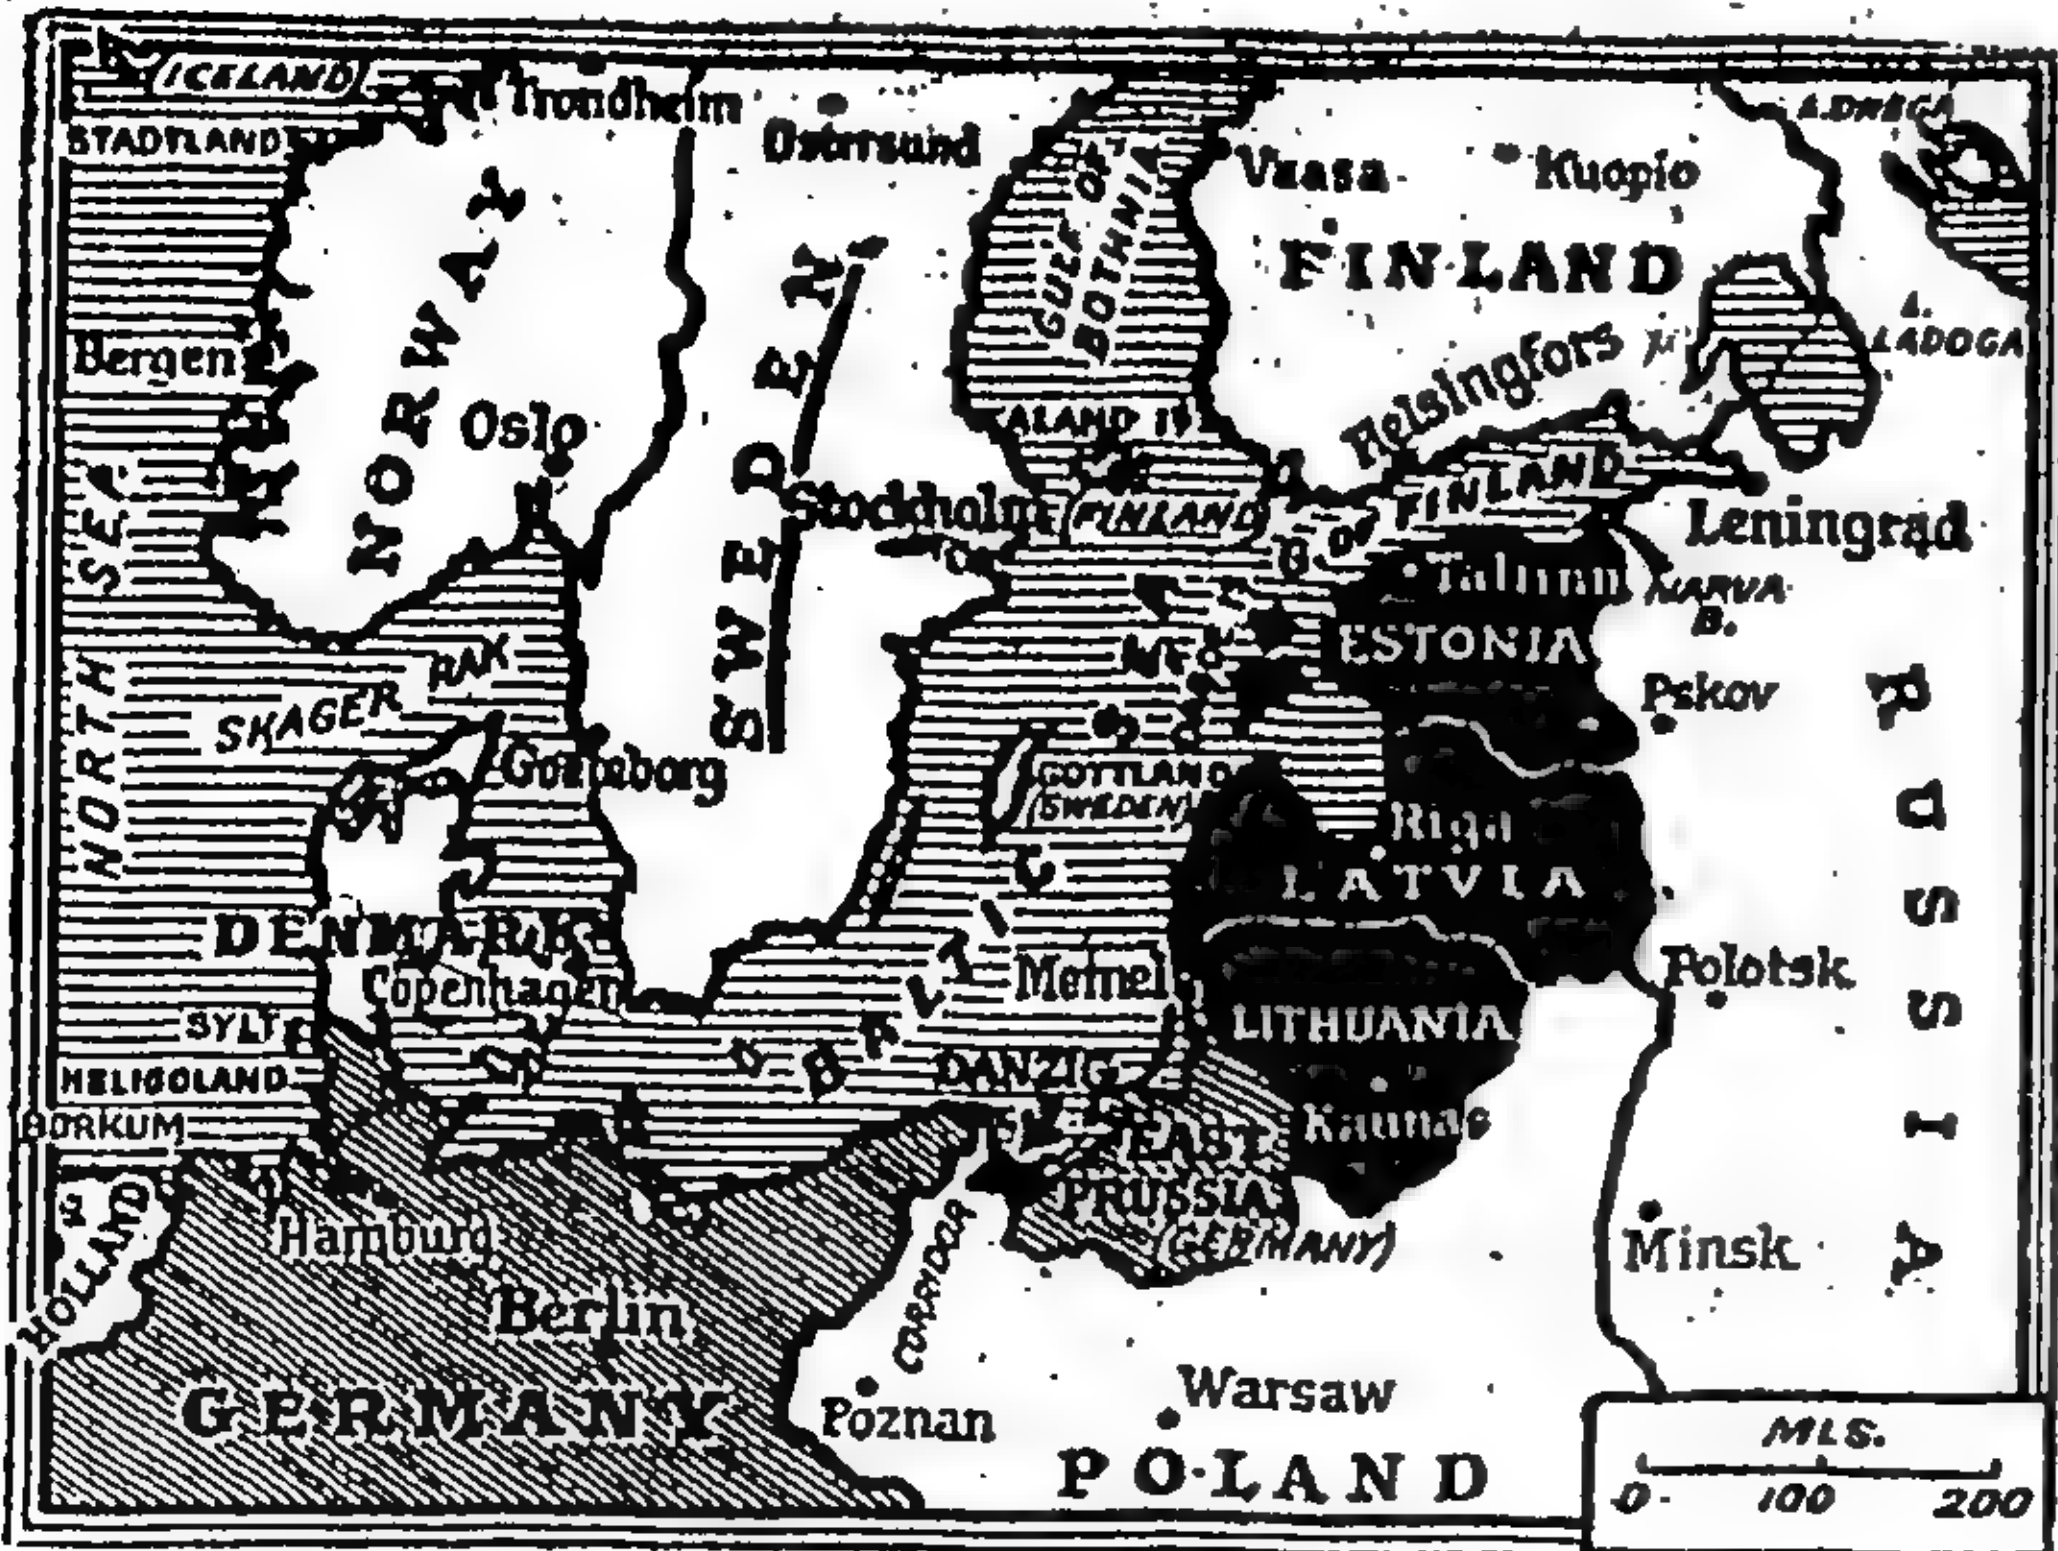 (ICELAND)
Trondheim
L. ONEGA
STADTLAND
Ostersund
Vaasa
Kuopio
GULF OF
BOTHNIA
NORWAY
SWEDEN
FINLAND
L.
LADOGA
Bergen
Helsingfors
Oslo
ALAND IS
NORTH SEA
Stockholm
(FINLAND)
G. OF FINLAND
Leningrad
Tallinn
NARVA
B.
ESTONIA
SKAGER RAK
Pskov
RUSSIA
Goteborg
GOTTLAND
(SWEDEN)
Riga
LATVIA
BALTIC SEA
DENMARK
Copenhagen
Memel
Polotsk
SYLT
LITHUANIA
HELIGOLAND
DANZIG
BORKUM
Kaunas
EAST
PRUSSIA
(GERMANY)
HOLLAND
Hamburg
CORRIDOR
Minsk
Berlin
GERMANY
Poznan
Warsaw
POLAND
MLS.
0 100 200